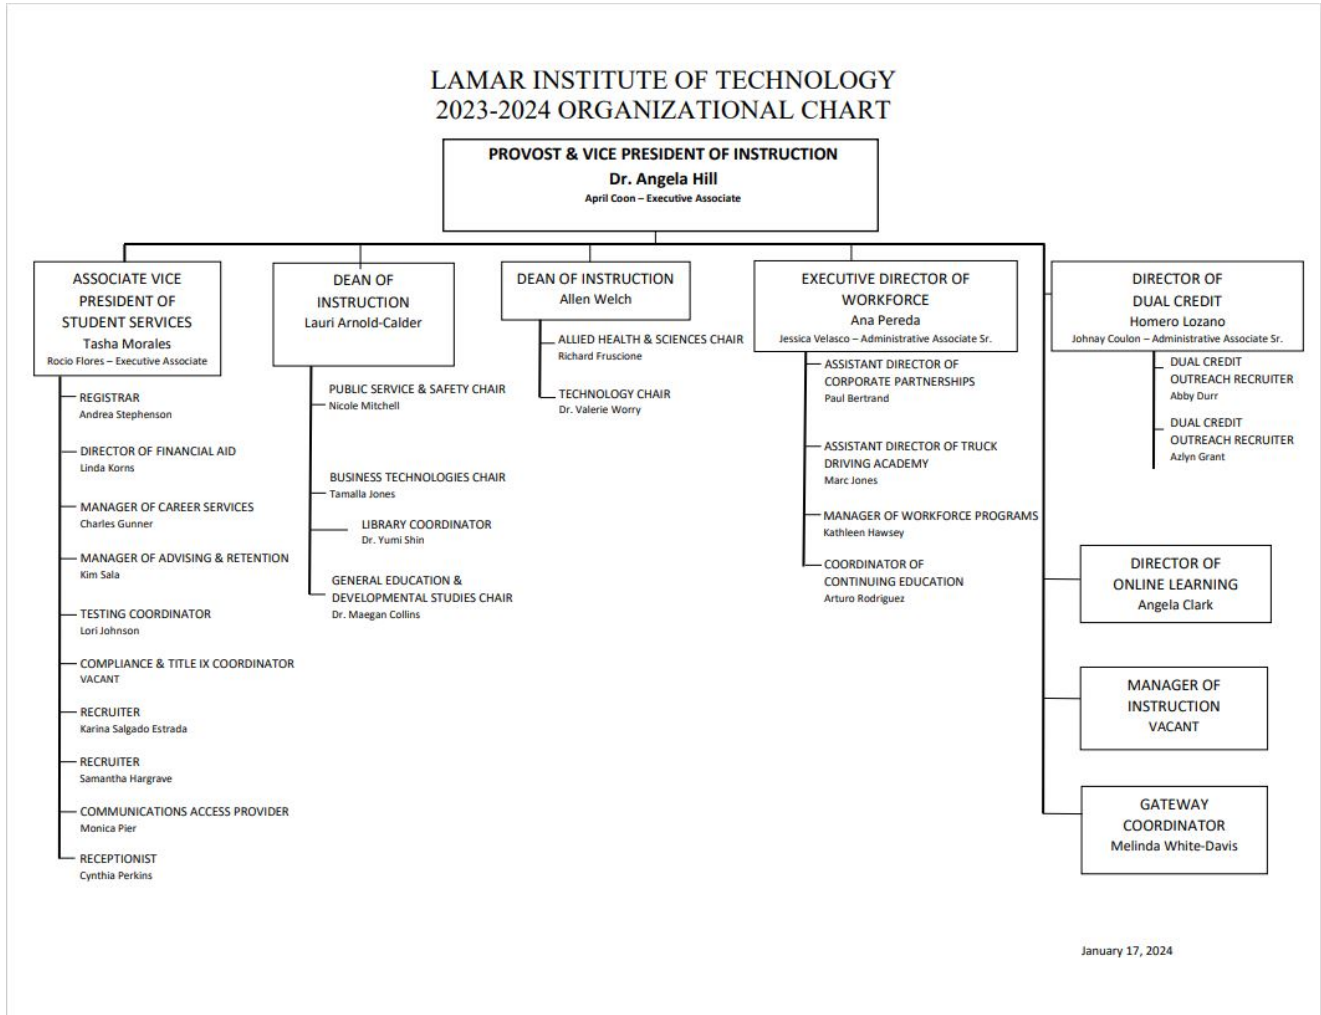 LAMAR INSTITUTE OF TECHNOLOGY
2023-2024 ORGANIZATIONAL CHART
PROVOST & VICE PRESIDENT OF INSTRUCTION
Dr. Angela Hill
April Coon – Executive Associate
ASSOCIATE VICE
PRESIDENT OF
STUDENT SERVICES
Tasha Morales
Rocio Flores – Executive Associate
REGISTRAR
Andrea Stephenson
DIRECTOR OF FINANCIAL AID
Linda Korns
MANAGER OF CAREER SERVICES
Charles Gunner
MANAGER OF ADVISING & RETENTION
Kim Sala
TESTING COORDINATOR
Lori Johnson
COMPLIANCE & TITLE IX COORDINATOR
VACANT
RECRUITER
Karina Salgado Estrada
RECRUITER
Samantha Hargrave
COMMUNICATIONS ACCESS PROVIDER
Monica Pier
RECEPTIONIST
Cynthia Perkins
DEAN OF
INSTRUCTION
Lauri Arnold-Calder
PUBLIC SERVICE & SAFETY CHAIR
Nicole Mitchell
BUSINESS TECHNOLOGIES CHAIR
Tamalla Jones
LIBRARY COORDINATOR
Dr. Yumi Shin
GENERAL EDUCATION &
DEVELOPMENTAL STUDIES CHAIR
Dr. Maegan Collins
DEAN OF INSTRUCTION
Allen Welch
ALLIED HEALTH & SCIENCES CHAIR
Richard Fruscione
TECHNOLOGY CHAIR
Dr. Valerie Worry
EXECUTIVE DIRECTOR OF
WORKFORCE
Ana Pereda
Jessica Velasco – Administrative Associate Sr.
ASSISTANT DIRECTOR OF
CORPORATE PARTNERSHIPS
Paul Bertrand
ASSISTANT DIRECTOR OF TRUCK
DRIVING ACADEMY
Marc Jones
MANAGER OF WORKFORCE PROGRAMS
Kathleen Hawsey
COORDINATOR OF
CONTINUING EDUCATION
Arturo Rodriguez
DIRECTOR OF
DUAL CREDIT
Homero Lozano
Johnay Coulon – Administrative Associate Sr.
DUAL CREDIT
OUTREACH RECRUITER
Abby Durr
DUAL CREDIT
OUTREACH RECRUITER
Azlyn Grant
DIRECTOR OF
ONLINE LEARNING
Angela Clark
MANAGER OF
INSTRUCTION
VACANT
GATEWAY
COORDINATOR
Melinda White-Davis
January 17, 2024